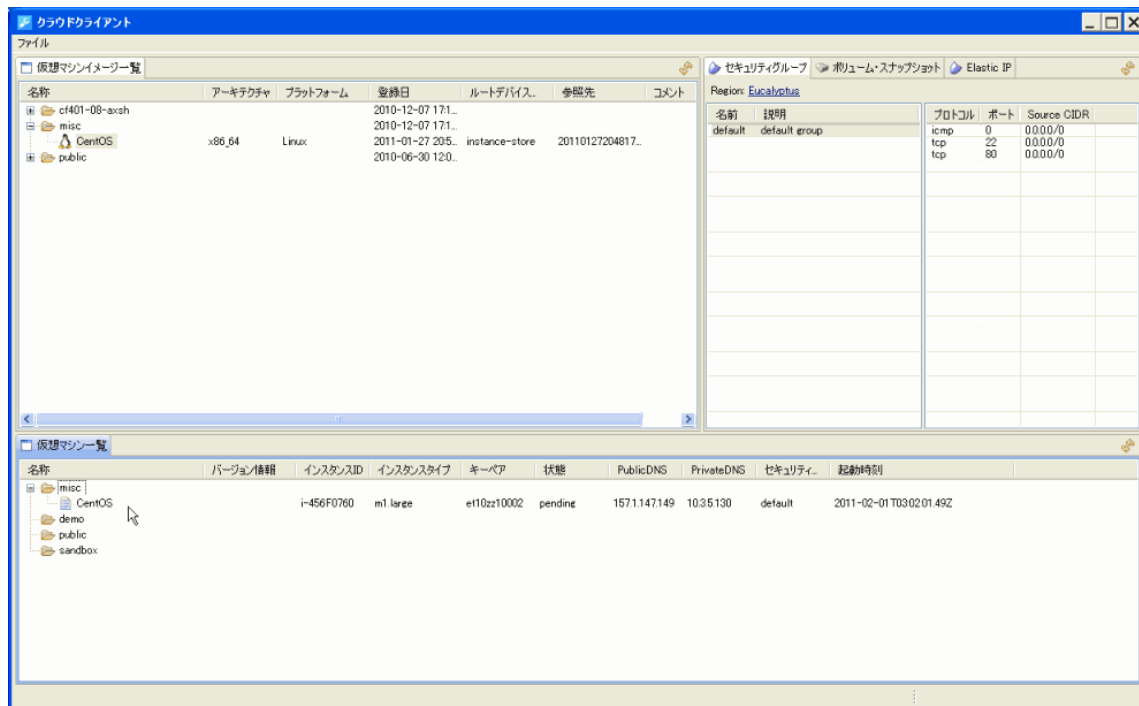 クラウドクライアント
ファイル
仮想マシンイメージ一覧
名称 アーキテクチャ プラットフォーム 登録日 ルートデバイス... 参照先 コメント
cf401-08-axsh 2010-12-07 17:1...
misc 2010-12-07 17:1...
CentOS x86_64 Linux 2011-01-27 20:5... instance-store 20110127204817...
public 2010-06-30 12:0...
セキュリティグループ ボリューム・スナップショット Elastic IP
Region: Eucalyptus
名前 説明
default default group
プロトコル ポート Source CIDR
icmp 0 0.0.0.0/0
tcp 22 0.0.0.0/0
tcp 80 0.0.0.0/0
仮想マシン一覧
名称 バージョン情報 インスタンスID インスタンスタイプ キーペア 状態 PublicDNS PrivateDNS セキュリティ... 起動時刻
misc
CentOS i-456F0760 m1.large et10zz10002 pending 157.1.147.149 10.3.5.130 default 2011-02-01T03:02:01.49Z
demo
public
sandbox